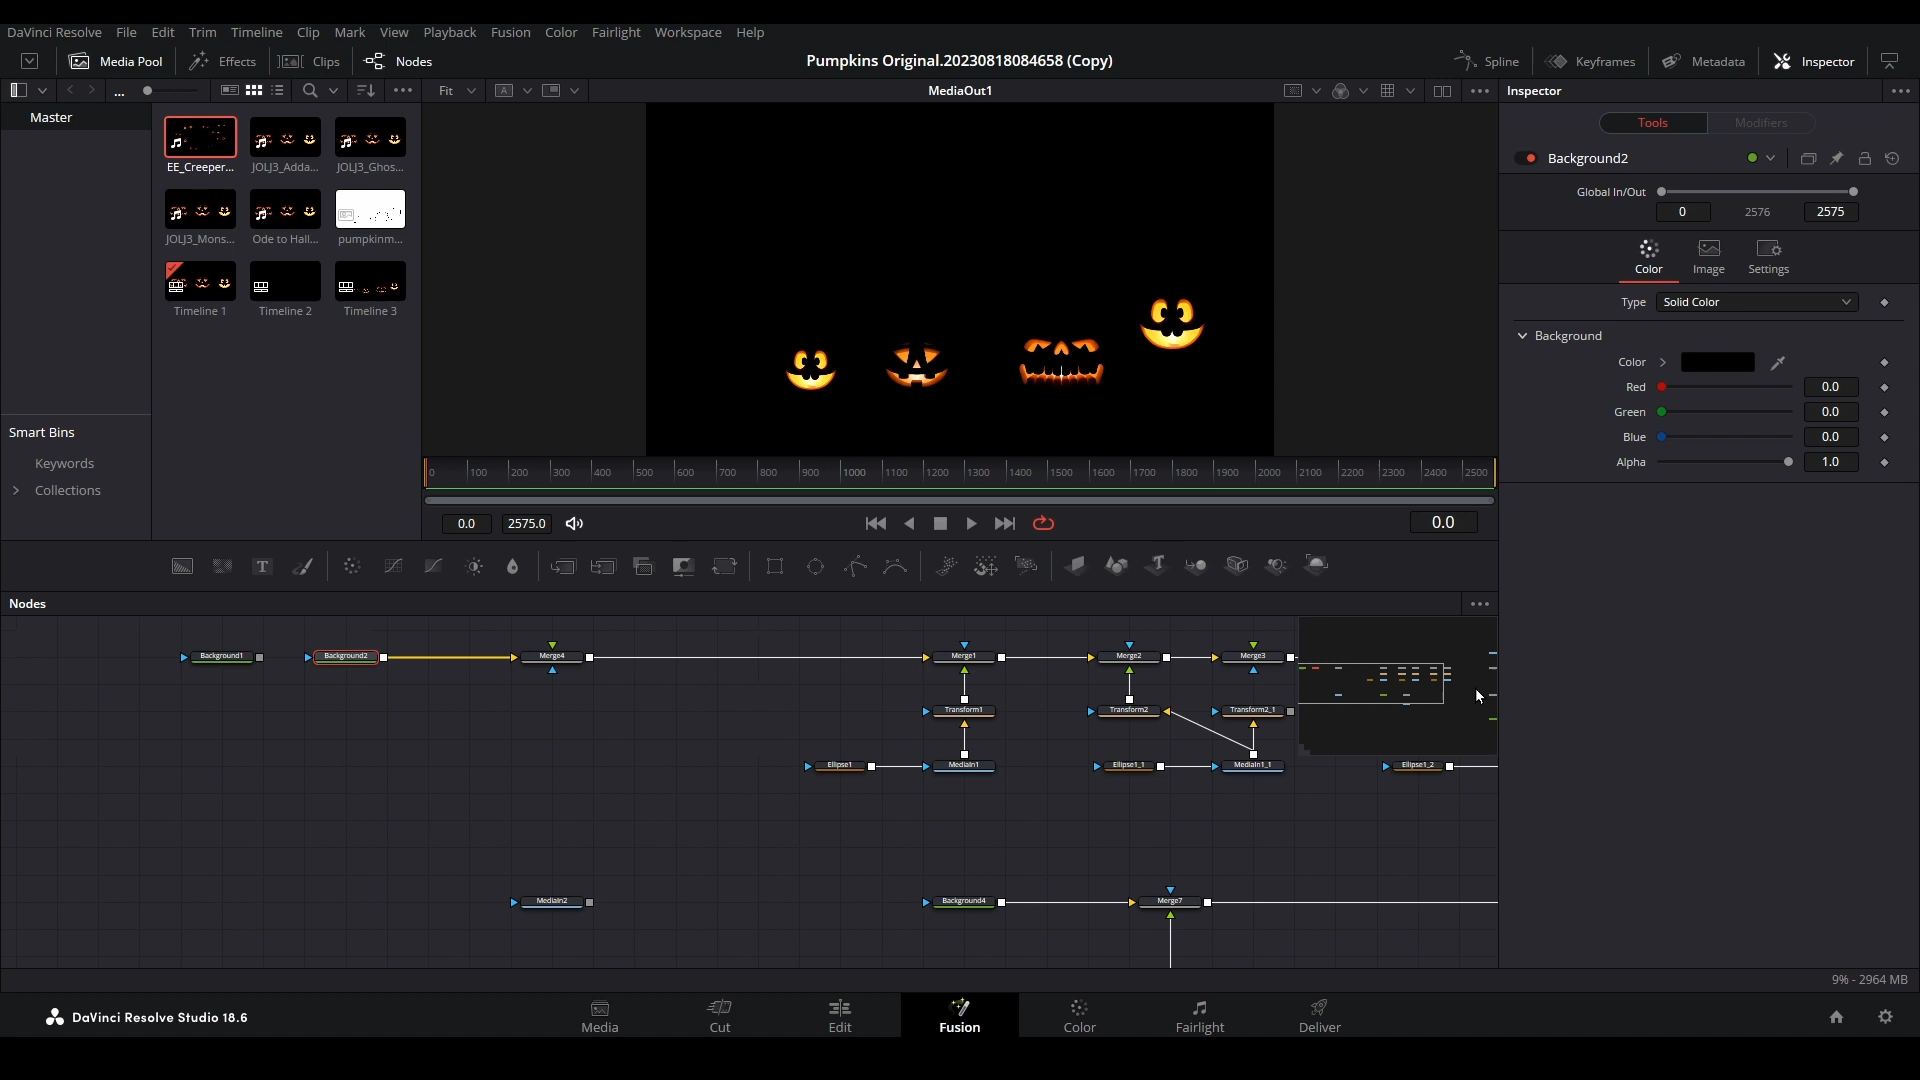 DaVinci Resolve File Edit Trim Timeline Clip Mark View Playback Fusion Color Fairlight Workspace Help
Media Pool Effects Clips Nodes Pumpkins Original.20230818084658 (Copy) Spline Keyframes Metadata Inspector
... Fit A MediaOut1 Inspector
Master
Tools Modifiers
EE_Creeper... JOLJ3_Adda... JOLJ3_Ghos...
Background2
Global In/Out
0 2576 2575
JOLJ3_Mons... Ode to Hall... pumpkinm...
Color Image Settings
Type Solid Color
Timeline 1 Timeline 2 Timeline 3
Background
Color
Red 0.0
Green 0.0
Blue 0.0
Alpha 1.0
Smart Bins
Keywords
Collections
0 100 200 300 400 500 600 700 800 900 1000 1100 1200 1300 1400 1500 1600 1700 1800 1900 2000 2100 2200 2300 2400 2500
0.0 2575.0 0.0
T T
Nodes
Background1 Background2 Merge4 Merge1 Merge2 Merge3
Transform1 Transform2 Transform2_1
Ellipse1 MediaIn1 Ellipse1_1 MediaIn1_1 Ellipse1_2
MediaIn2 Background4 Merge7
9% - 2964 MB
DaVinci Resolve Studio 18.6
Media Cut Edit Fusion Color Fairlight Deliver